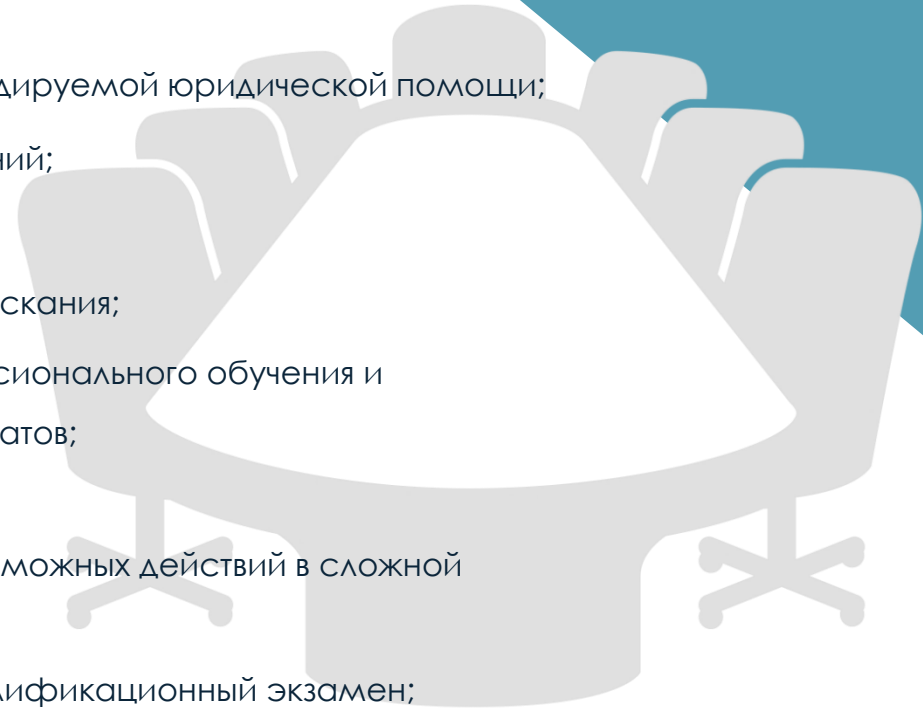 дируемой юридической помощи;
ний;
скания;
сионального обучения и
атов;
можных действий в сложной
лификационный экзамен;